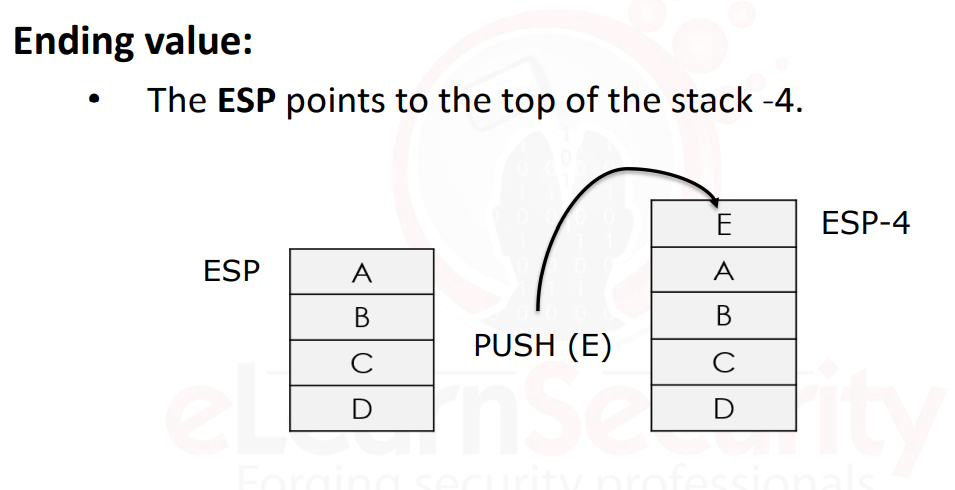 Ending value:
• The ESP points to the top of the stack -4.
E ESP-4
ESP A A
B B
PUSH (E)
C C
D D
eLearnSecurity
Forging security professionals